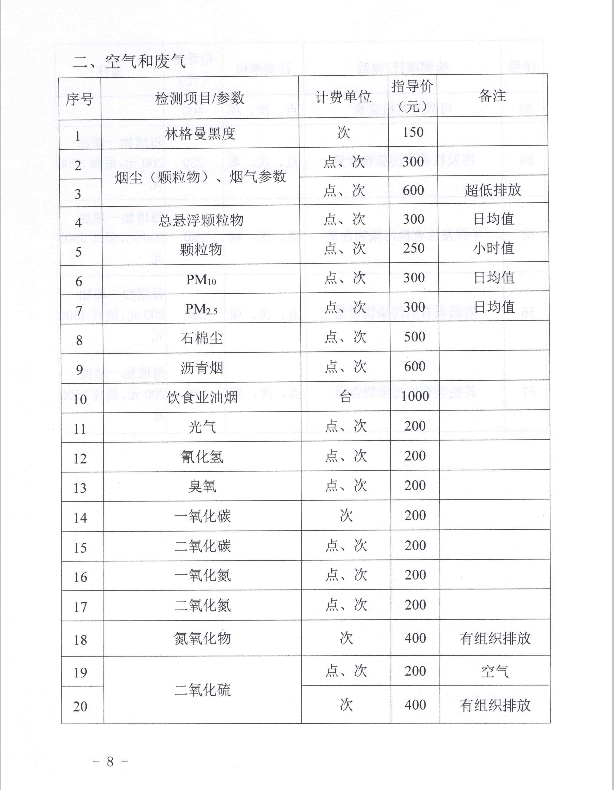 二、空气和废气
序号 检测项目/参数 计费单位 指导价（元） 备注
1 林格曼黑度 次 150
2 烟尘（颗粒物）、烟气参数 点、次 300
3 点、次 600 超低排放
4 总悬浮颗粒物 点、次 300 日均值
5 颗粒物 点、次 250 小时值
6 PM10 点、次 300 日均值
7 PM2.5 点、次 300 日均值
8 石棉尘 点、次 500
9 沥青烟 点、次 600
10 饮食业油烟 台 1000
11 光气 点、次 200
12 氰化氢 点、次 200
13 臭氧 点、次 200
14 一氧化碳 次 200
15 二氧化碳 点、次 200
16 一氧化氮 点、次 200
17 二氧化氮 点、次 200
18 氮氧化物 次 400 有组织排放
19 二氧化硫 点、次 200 空气
20 次 400 有组织排放
- 8 -